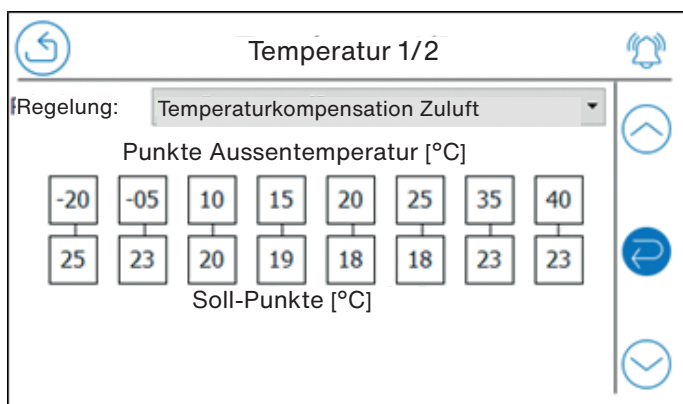 Temperatur 1/2
Regelung: Temperaturkompensation Zuluft
Punkte Aussentemperatur [°C]
-20 -05 10 15 20 25 35 40
25 23 20 19 18 18 23 23
Soll-Punkte [°C]